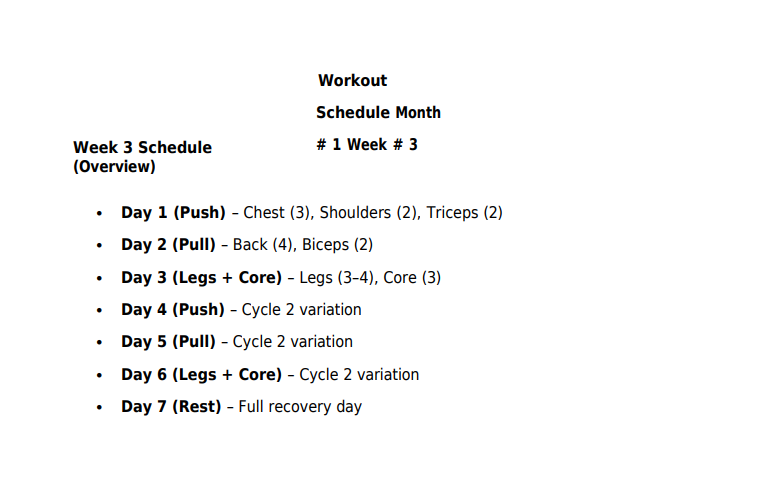 Workout
Schedule Month
# 1 Week # 3
Week 3 Schedule
(Overview)
• Day 1 (Push) – Chest (3), Shoulders (2), Triceps (2)
• Day 2 (Pull) – Back (4), Biceps (2)
• Day 3 (Legs + Core) – Legs (3–4), Core (3)
• Day 4 (Push) – Cycle 2 variation
• Day 5 (Pull) – Cycle 2 variation
• Day 6 (Legs + Core) – Cycle 2 variation
• Day 7 (Rest) – Full recovery day